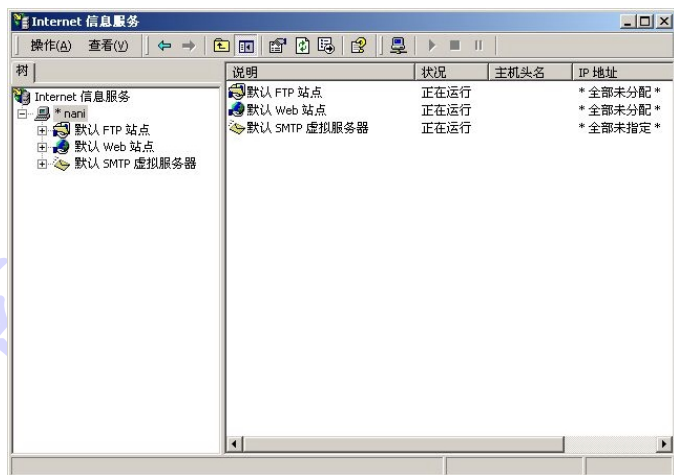 Internet 信息服务
操作(A) 查看(V)
树
Internet 信息服务
* nani
默认 FTP 站点
默认 Web 站点
默认 SMTP 虚拟服务器
说明 状况 主机头名 IP 地址
默认 FTP 站点 正在运行 * 全部未分配 *
默认 Web 站点 正在运行 * 全部未分配 *
默认 SMTP 虚拟服务器 正在运行 * 全部未指定 *